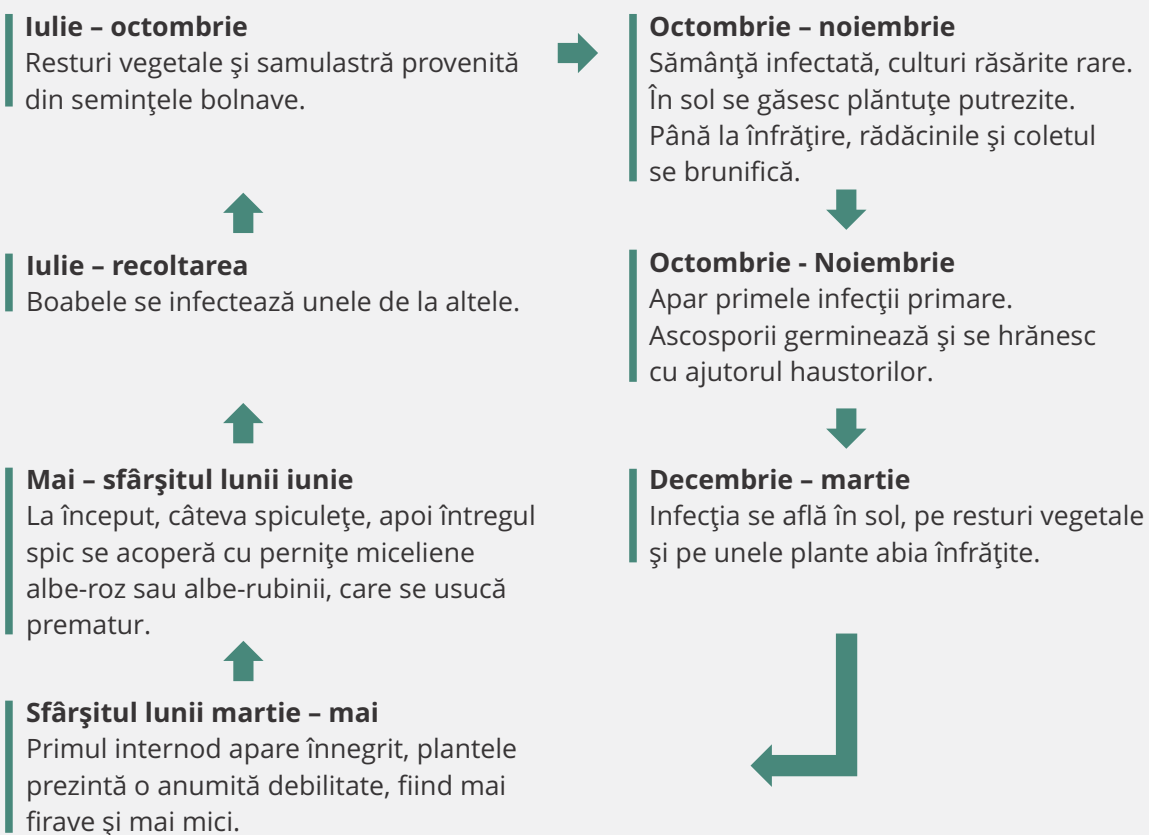 Iulie – octombrie
Resturi vegetale şi samulastră provenită
din seminţele bolnave.
Octombrie – noiembrie
Sămânţă infectată, culturi răsărite rare.
În sol se găsesc plăntuţe putrezite.
Până la înfrăţire, rădăcinile şi coletul
se brunifică.
Iulie – recoltarea
Boabele se infectează unele de la altele.
Octombrie - Noiembrie
Apar primele infecţii primare.
Ascosporii germinează şi se hrănesc
cu ajutorul haustorilor.
Mai – sfârşitul lunii iunie
La început, câteva spiculeţe, apoi întregul
spic se acoperă cu perniţe miceliene
albe-roz sau albe-rubinii, care se usucă
prematur.
Decembrie – martie
Infecţia se află în sol, pe resturi vegetale
şi pe unele plante abia înfrăţite.
Sfârşitul lunii martie – mai
Primul internod apare înnegrit, plantele
prezintă o anumită debilitate, fiind mai
firave şi mai mici.